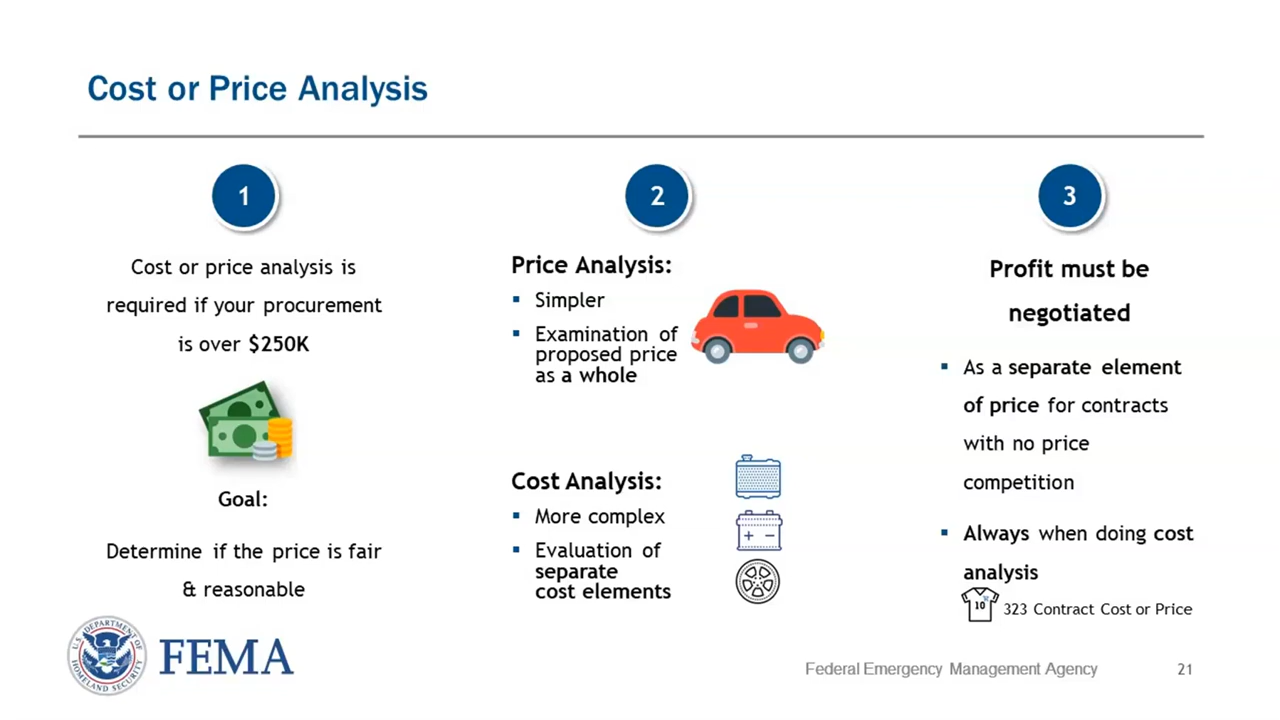 Cost or Price Analysis
1
Cost or price analysis is
required if your procurement
is over $250K
Goal:
Determine if the price is fair
& reasonable
2
Price Analysis:
▪ Simpler
▪ Examination of
proposed price
as a whole
Cost Analysis:
▪ More complex
▪ Evaluation of
separate
cost elements
+ −
3
Profit must be
negotiated
▪ As a separate element
of price for contracts
with no price
competition
▪ Always when doing cost
analysis
10
323 Contract Cost or Price
U.S. DEPARTMENT OF
HOMELAND SECURITY
FEMA
Federal Emergency Management Agency
21